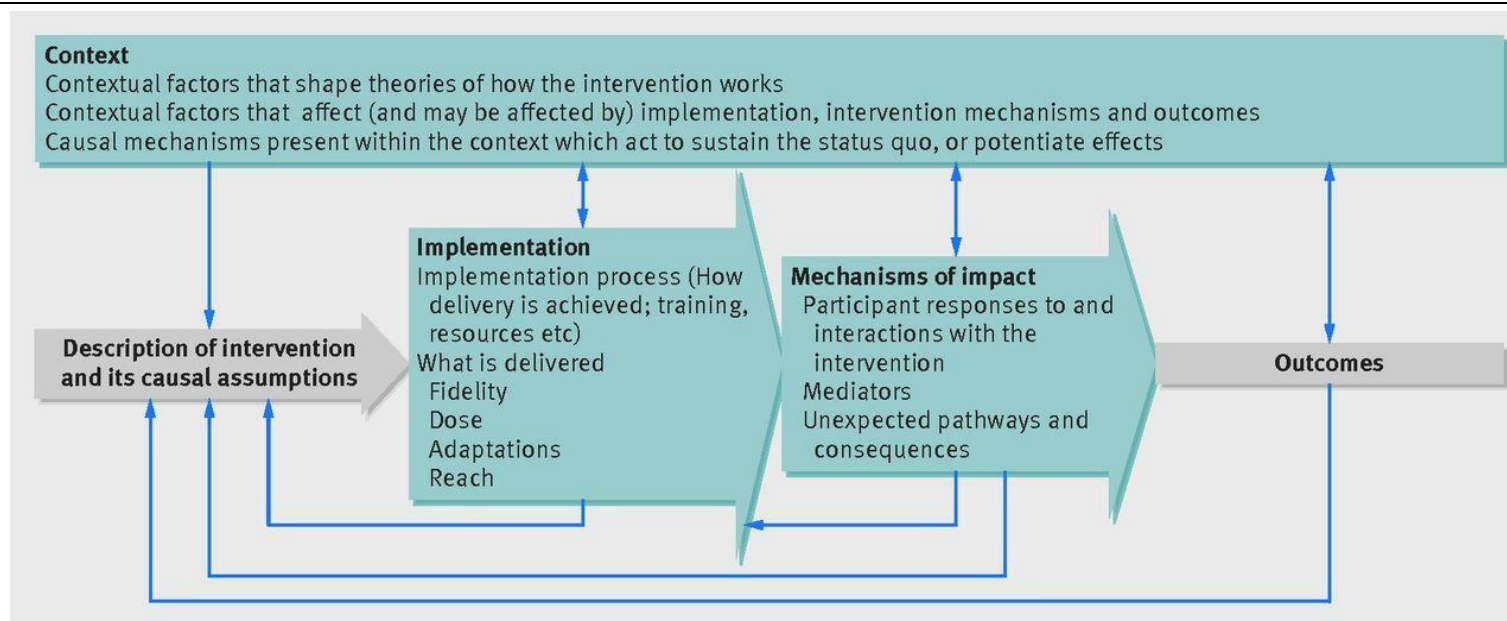 Context
Contextual factors that shape theories of how the intervention works
Contextual factors that affect (and may be affected by) implementation, intervention mechanisms and outcomes
Causal mechanisms present within the context which act to sustain the status quo, or potentiate effects
Description of intervention
and its causal assumptions
Implementation
Implementation process (How
delivery is achieved; training,
resources etc)
What is delivered
Fidelity
Dose
Adaptations
Reach
Mechanisms of impact
Participant responses to and
interactions with the
intervention
Mediators
Unexpected pathways and
consequences
Outcomes